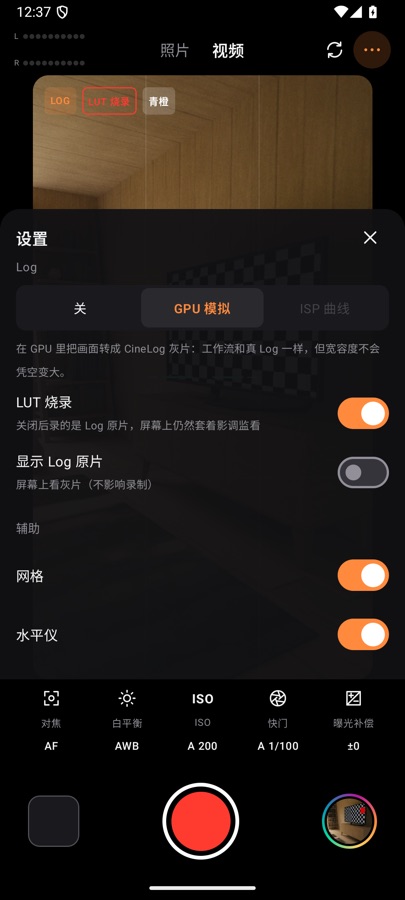 12:37
L
R
照片
视频
LOG
LUT 烧录
青橙
设置
Log
关
GPU 模拟
ISP 曲线
在 GPU 里把画面转成 CineLog 灰片：工作流和真 Log 一样，但宽容度不会
凭空变大。
LUT 烧录
关闭后录的是 Log 原片，屏幕上仍然套着影调监看
显示 Log 原片
屏幕上看灰片（不影响录制）
辅助
网格
水平仪
ISO
对焦
白平衡
ISO
快门
曝光补偿
AF
AWB
A 200
A 1/100
±0